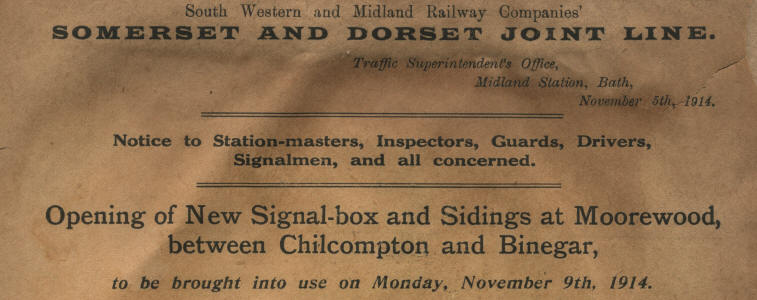 South Western and Midland Railway Companies'
SOMERSET AND DORSET JOINT LINE.
Traffic Superintendent's Office,
Midland Station, Bath,
November 5th, 1914.
Notice to Station-masters, Inspectors, Guards, Drivers,
Signalmen, and all concerned.
Opening of New Signal-box and Sidings at Moorewood,
between Chilcompton and Binegar,
to be brought into use on Monday, November 9th, 1914.